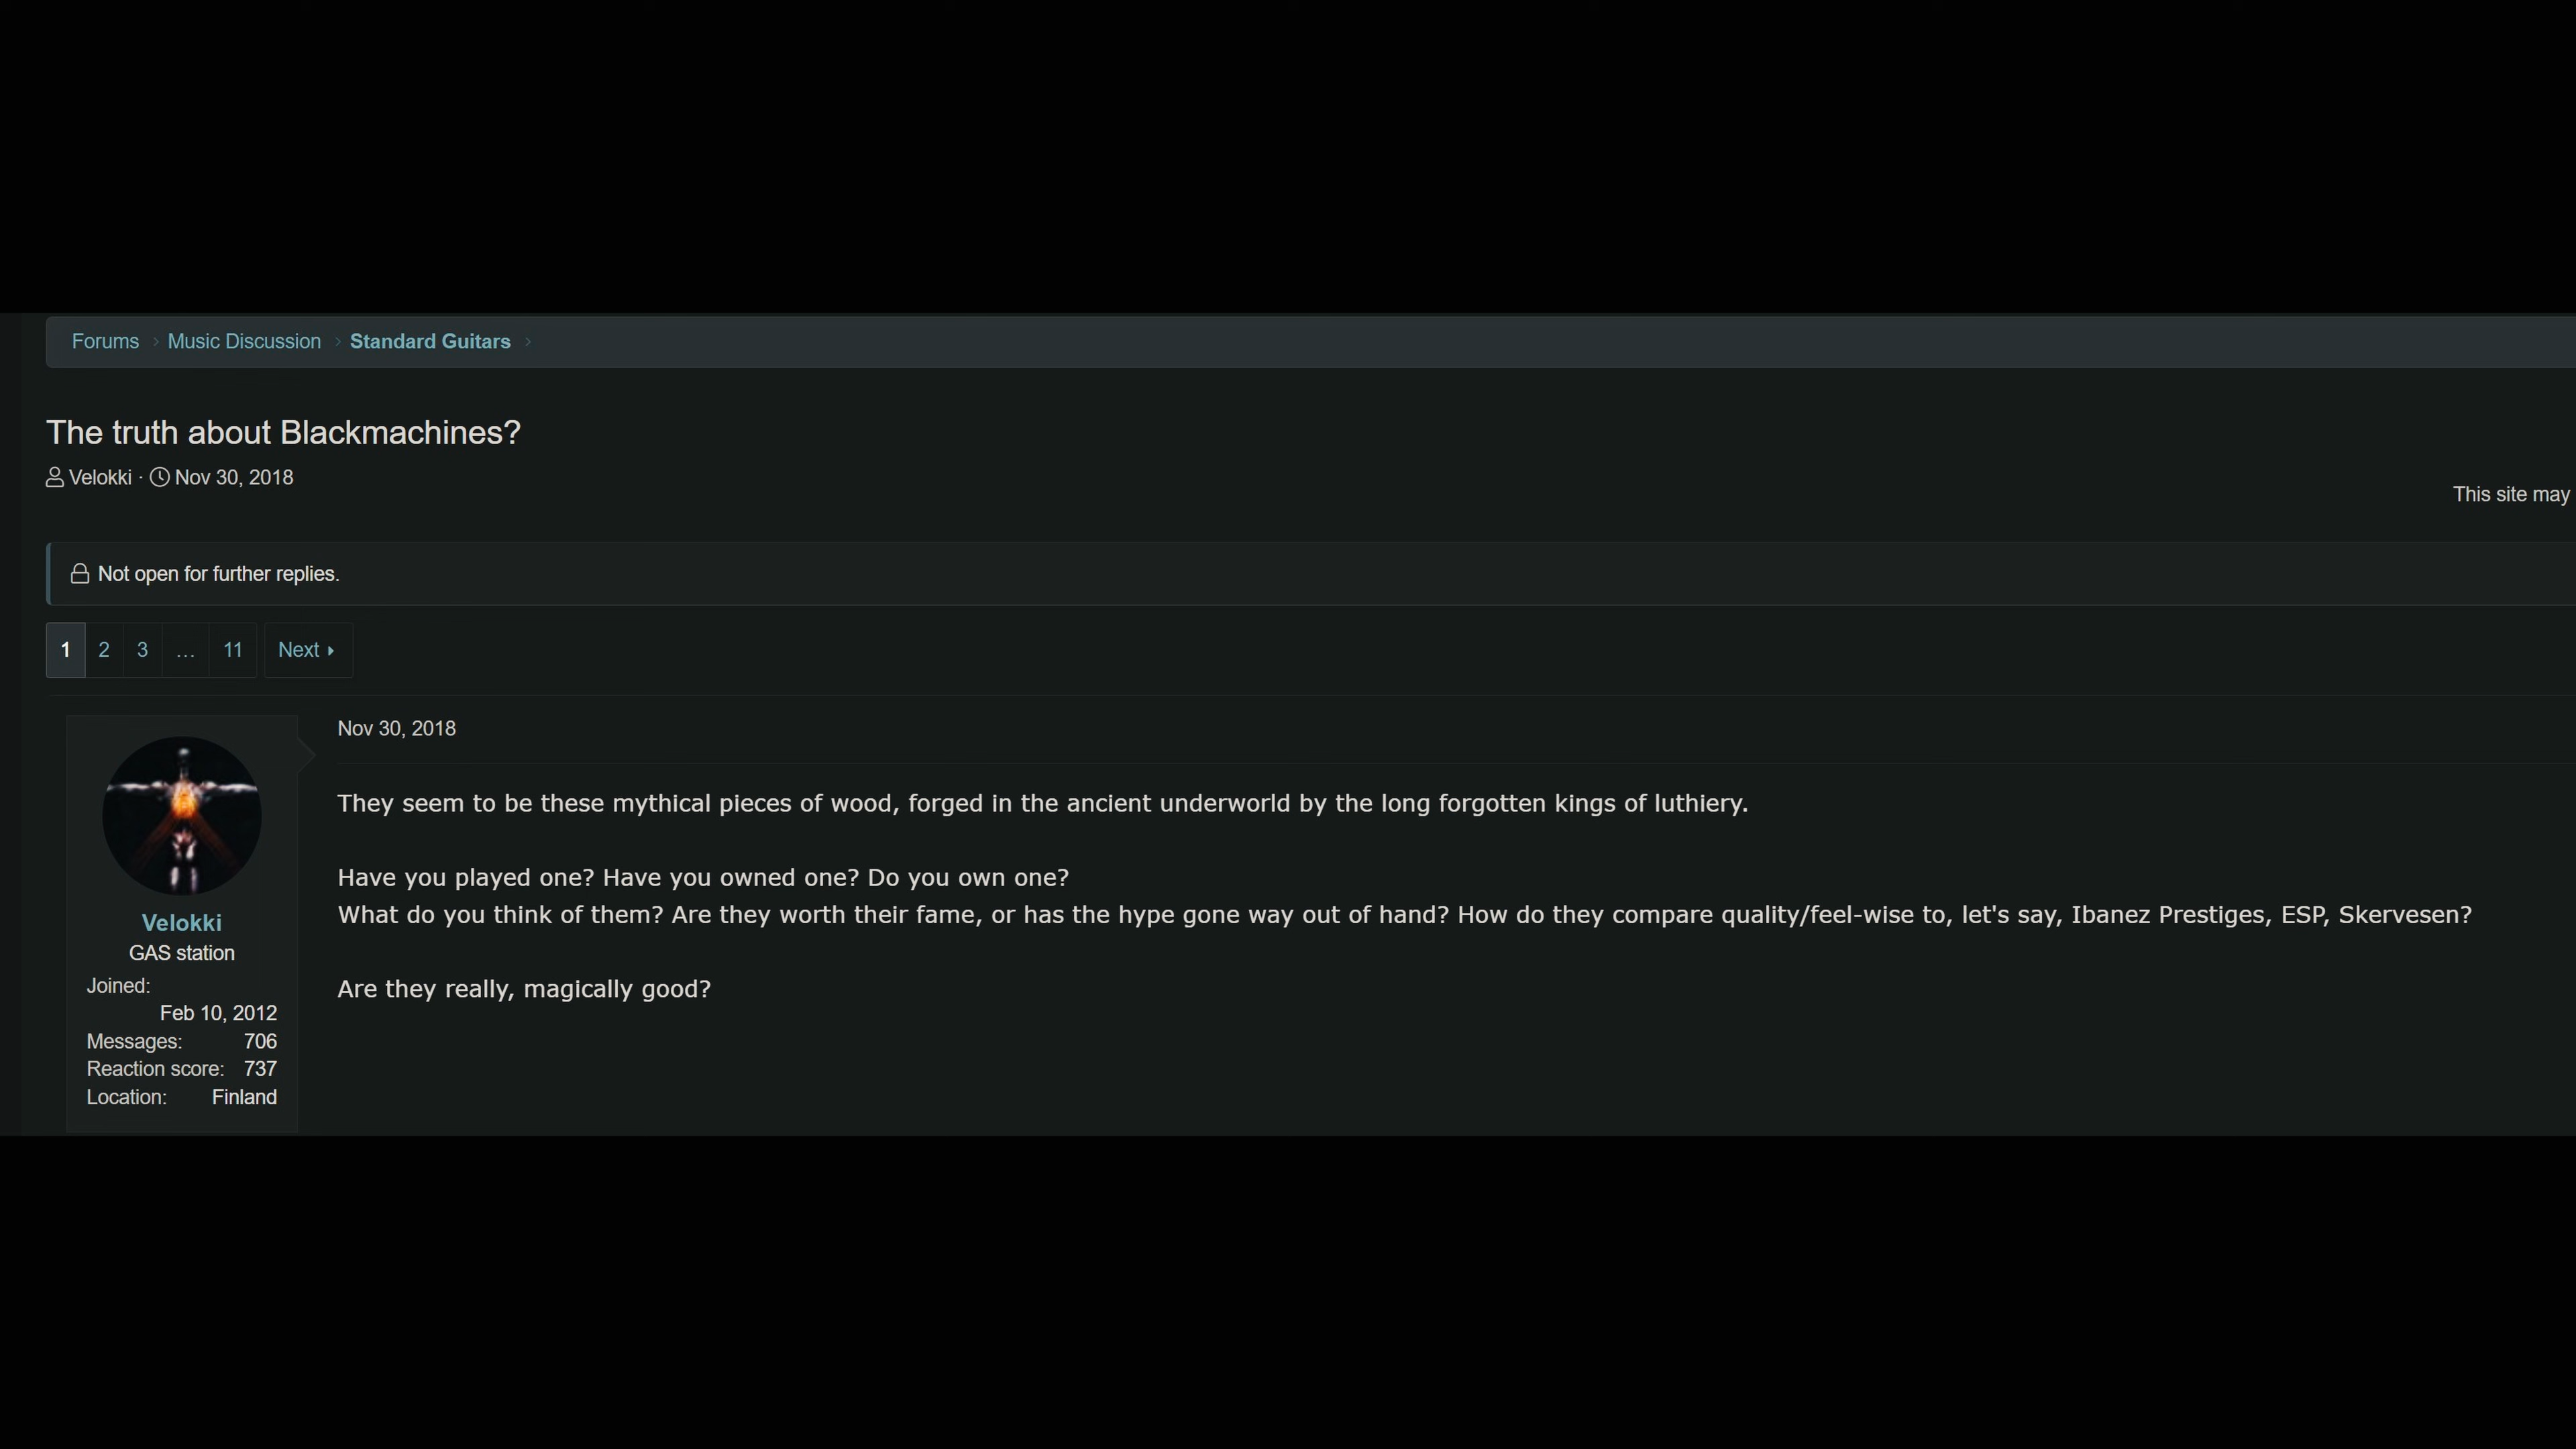 Forums > Music Discussion > Standard Guitars >
The truth about Blackmachines?
Velokki · Nov 30, 2018
This site may
Not open for further replies.
1 2 3 ... 11 Next
Nov 30, 2018
They seem to be these mythical pieces of wood, forged in the ancient underworld by the long forgotten kings of luthiery.
Have you played one? Have you owned one? Do you own one?
What do you think of them? Are they worth their fame, or has the hype gone way out of hand? How do they compare quality/feel-wise to, let's say, Ibanez Prestiges, ESP, Skervesen?
Are they really, magically good?
Velokki
GAS station
Joined:
Feb 10, 2012
Messages: 706
Reaction score: 737
Location: Finland